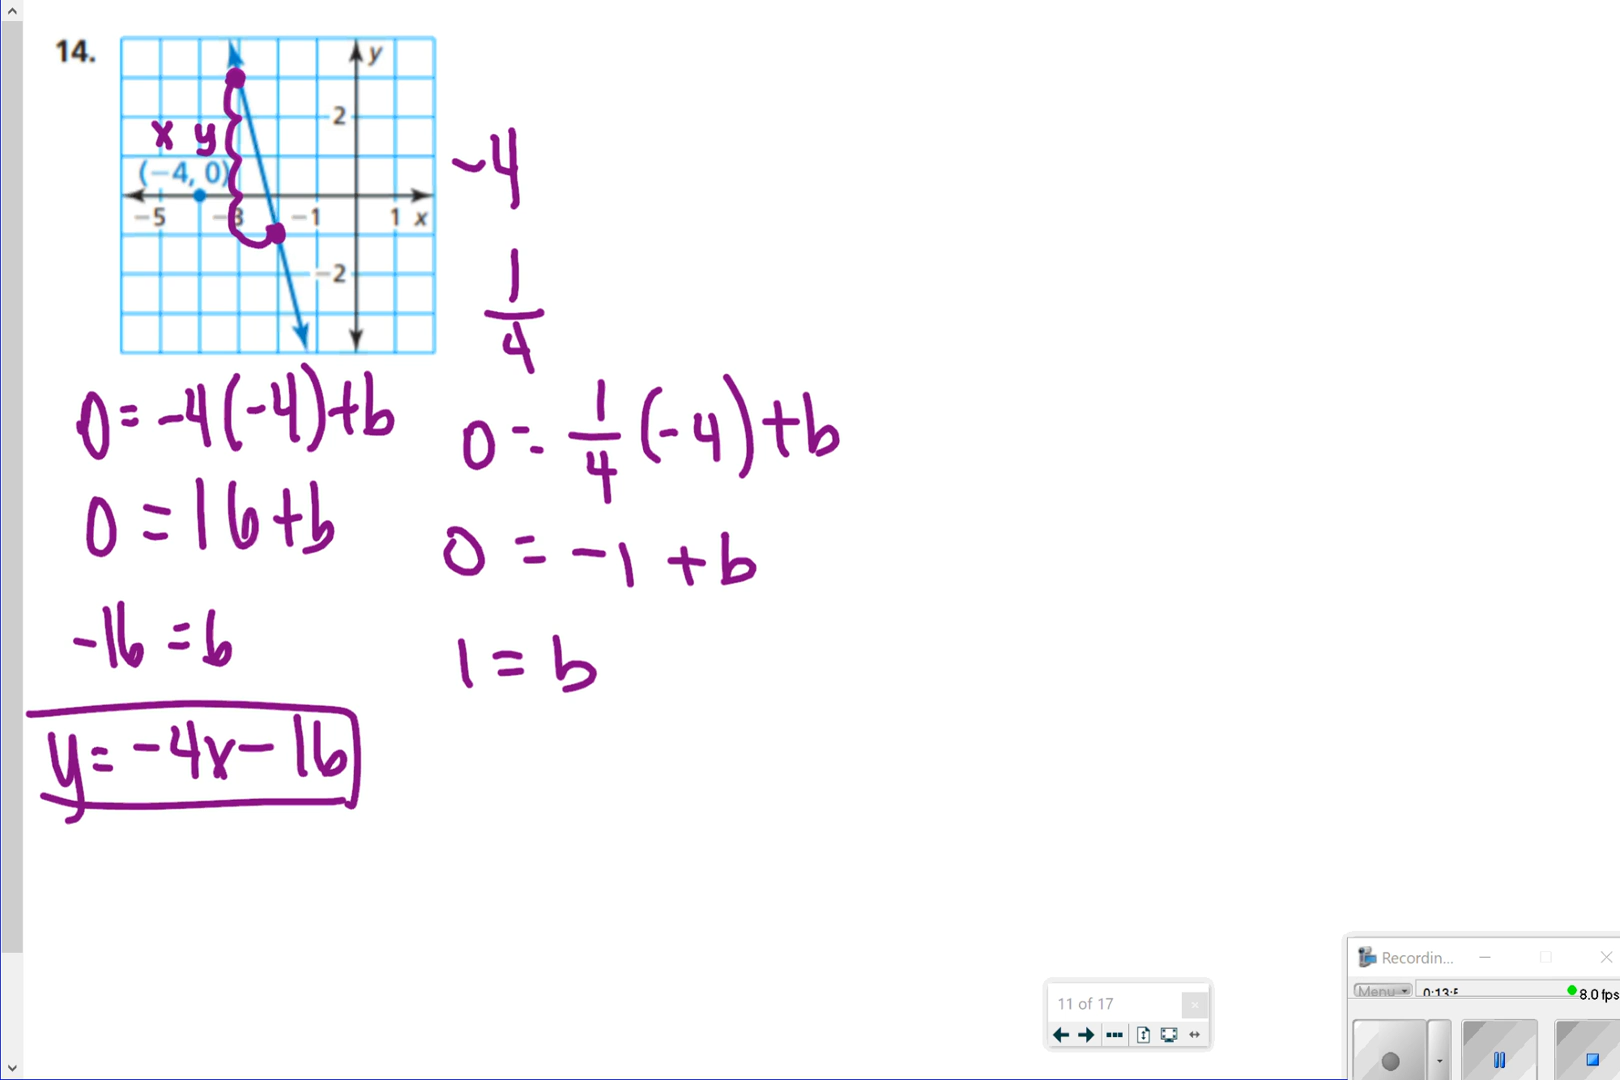 14.
y
2
x y
(−4, 0)
−5 −3 −1 1 x
−2
-4
1/4
0 = -4(-4)+b
0 = 16+b
-16 = b
y = -4x - 16
0 = 1/4 (-4) + b
0 = -1 + b
1 = b
11 of 17
Recordin...
Menu
8.0 fps